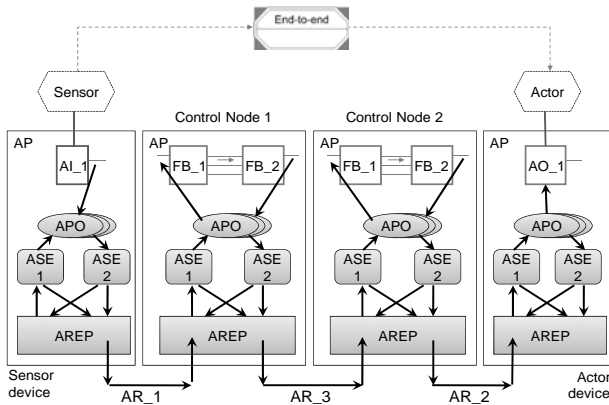 End-to-end
Sensor
Actor
Control Node 1
Control Node 2
AP
AI_1
APO
ASE
1
ASE
2
AREP
AP
FB_1
FB_2
APO
ASE
1
ASE
2
AREP
AP
FB_1
FB_2
APO
ASE
1
ASE
2
AREP
AP
AO_1
APO
ASE
1
ASE
2
AREP
Sensor
device
AR_1
AR_3
AR_2
Actor
device